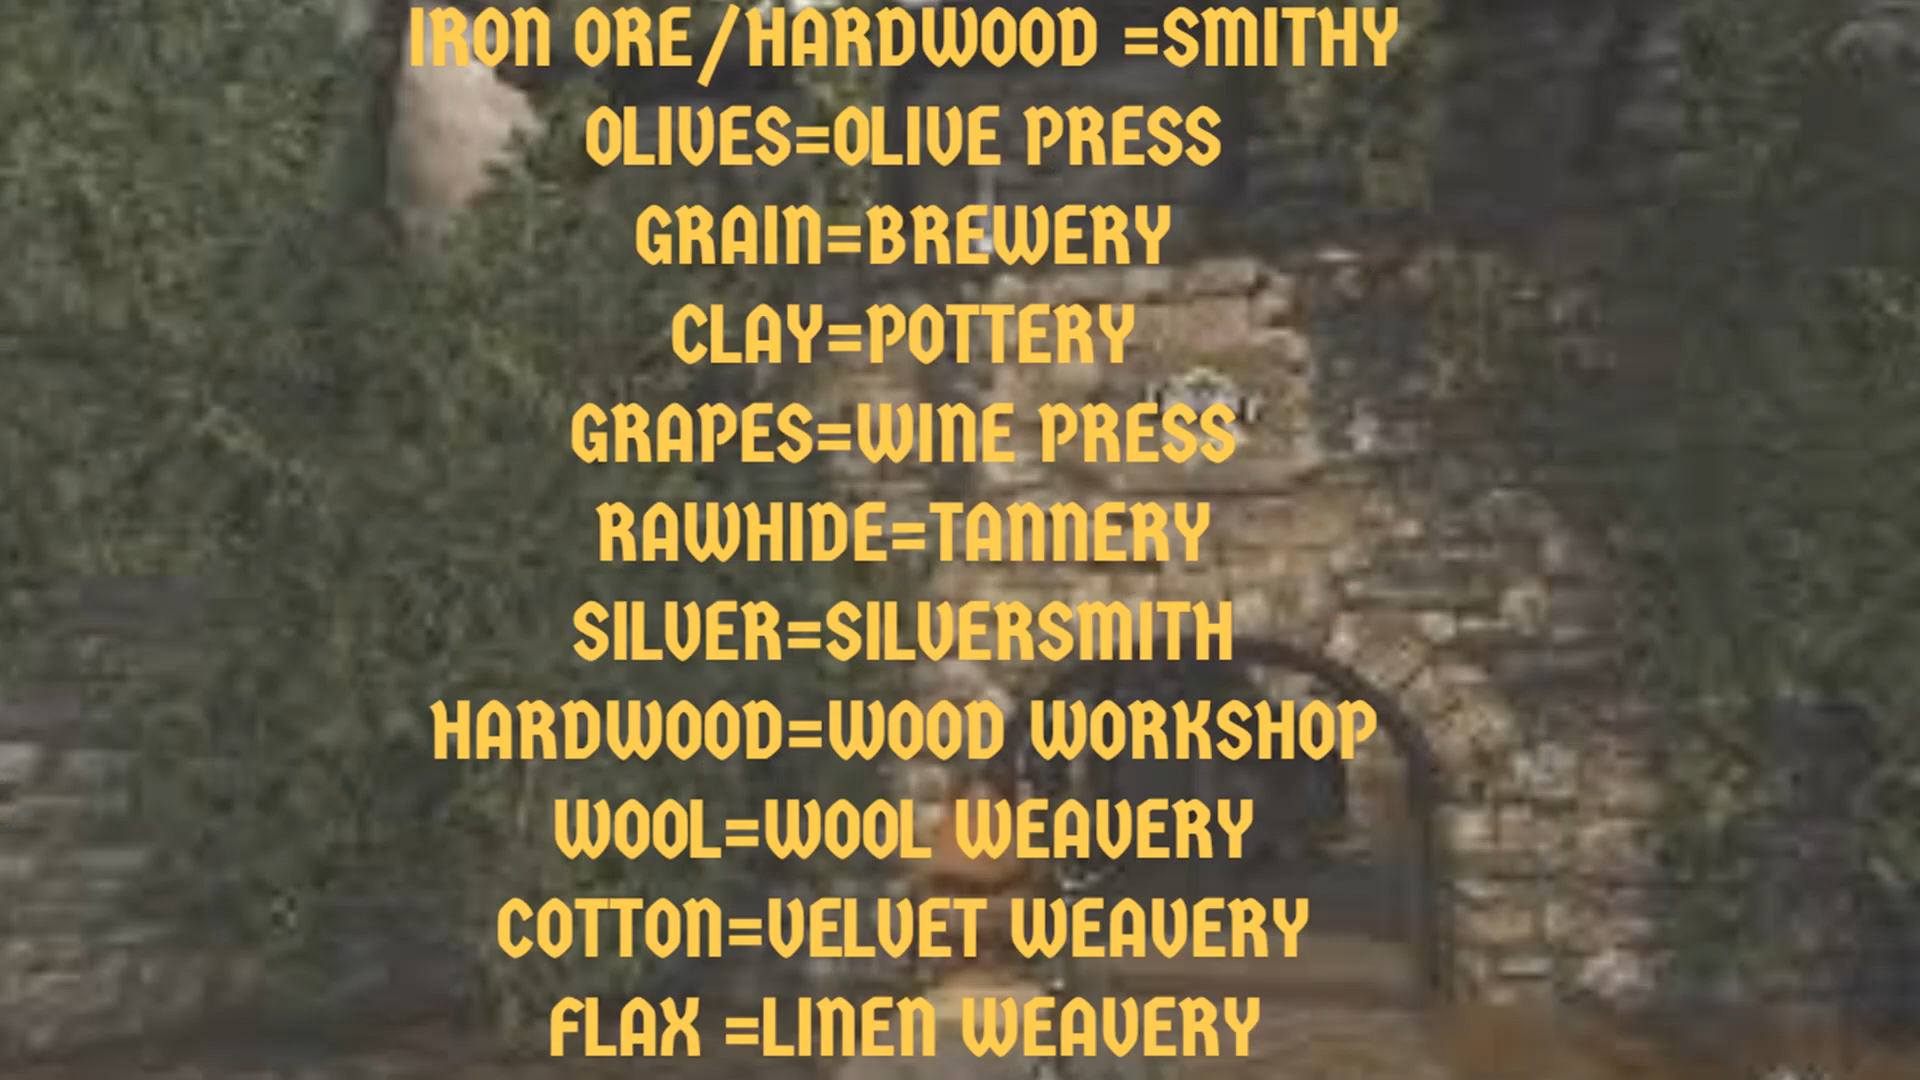 IRON ORE/HARDWOOD =SMITHY
OLIVES=OLIVE PRESS
GRAIN=BREWERY
CLAY=POTTERY
GRAPES=WINE PRESS
RAWHIDE=TANNERY
SILVER=SILVERSMITH
HARDWOOD=WOOD WORKSHOP
WOOL=WOOL WEAVERY
COTTON=VELVET WEAVERY
FLAX =LINEN WEAVERY